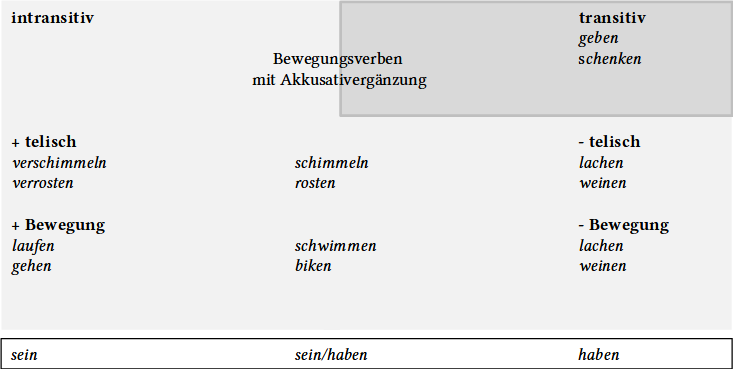 intransitiv transitiv
geben
Bewegungsverben schenken
mit Akkusativergänzung
+ telisch - telisch
verschimmeln schimmeln lachen
verrosten rosten weinen
+ Bewegung - Bewegung
laufen schwimmen lachen
gehen biken weinen
sein sein/haben haben